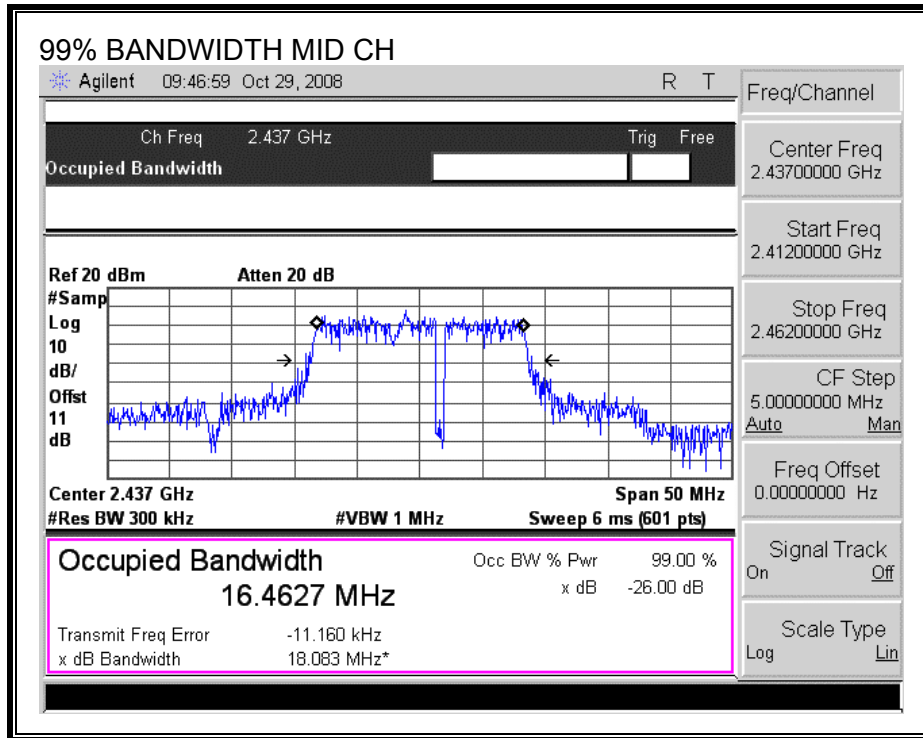 99% BANDWIDTH MID CH
Agilent 09:46:59 Oct 29, 2008 R T
Freq/Channel
Ch Freq 2.437 GHz Trig Free
Occupied Bandwidth
Center Freq
2.43700000 GHz
Start Freq
2.41200000 GHz
Stop Freq
2.46200000 GHz
CF Step
5.00000000 MHz
Auto Man
Freq Offset
0.00000000 Hz
Signal Track
On Off
Scale Type
Log Lin
Ref 20 dBm Atten 20 dB
#Samp
Log
10
dB/
Offst
11
dB
Center 2.437 GHz Span 50 MHz
#Res BW 300 kHz #VBW 1 MHz Sweep 6 ms (601 pts)
Occupied Bandwidth Occ BW % Pwr 99.00 %
16.4627 MHz x dB -26.00 dB
Transmit Freq Error -11.160 kHz
x dB Bandwidth 18.083 MHz*